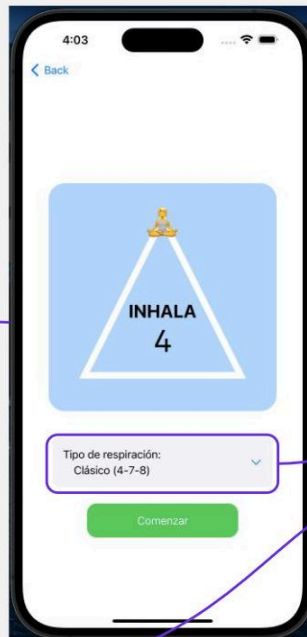 4:03
Back
INHALA
4
Tipo de respiración:
Clásico (4-7-8)
Comenzar